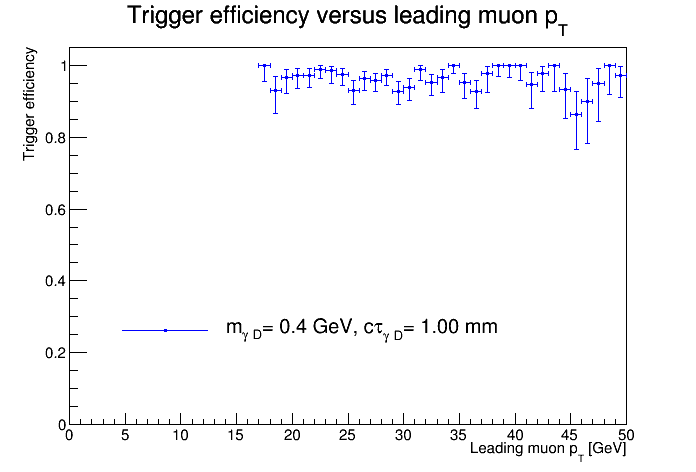 Trigger efficiency versus leading muon p_T
Trigger efficiency
1
0.8
0.6
0.4
0.2
0
m_γ D = 0.4 GeV, cτ_γ D = 1.00 mm
0 5 10 15 20 25 30 35 40 45 50
Leading muon p_T [GeV]